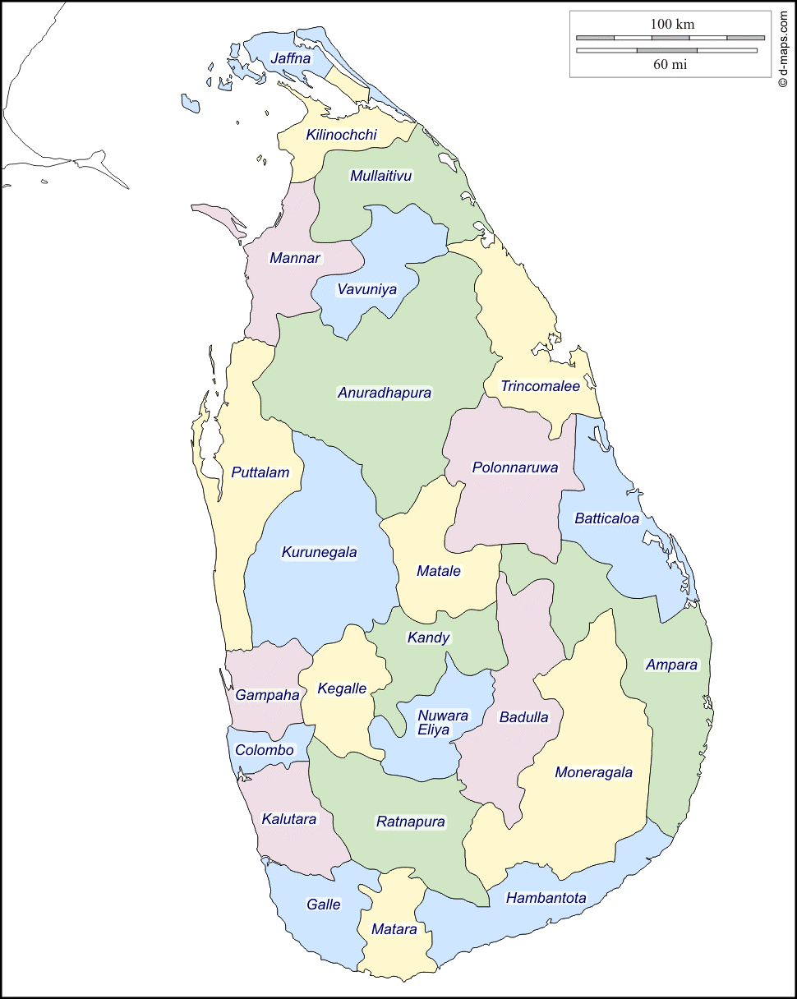 100 km
60 mi
© d-maps.com
Jaffna
Kilinochchi
Mullaitivu
Mannar
Vavuniya
Anuradhapura
Trincomalee
Puttalam
Polonnaruwa
Batticaloa
Kurunegala
Matale
Kandy
Ampara
Gampaha
Kegalle
Nuwara
Eliya
Badulla
Colombo
Moneragala
Kalutara
Ratnapura
Galle
Hambantota
Matara